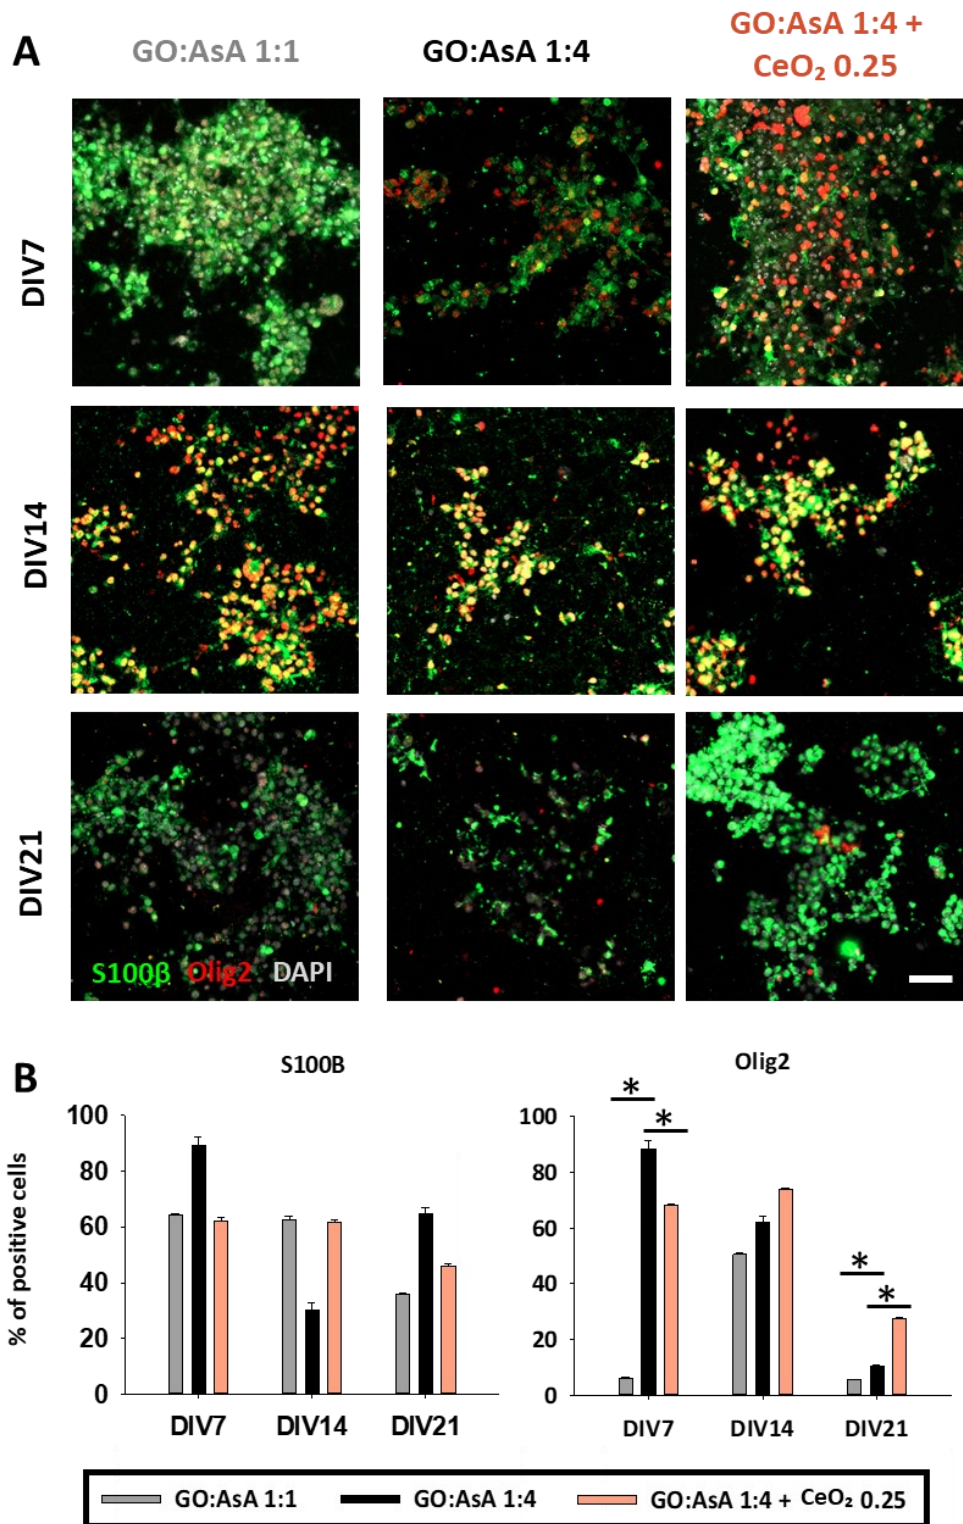 A
GO:AsA 1:1
GO:AsA 1:4
GO:AsA 1:4 +
CeO₂ 0.25
DIV7
DIV14
DIV21
S100β Olig2 DAPI
B
S100B
Olig2
% of positive cells
100
80
60
40
20
0
DIV7 DIV14 DIV21
* * * *
100
80
60
40
20
0
DIV7 DIV14 DIV21
GO:AsA 1:1 GO:AsA 1:4 GO:AsA 1:4 + CeO₂ 0.25